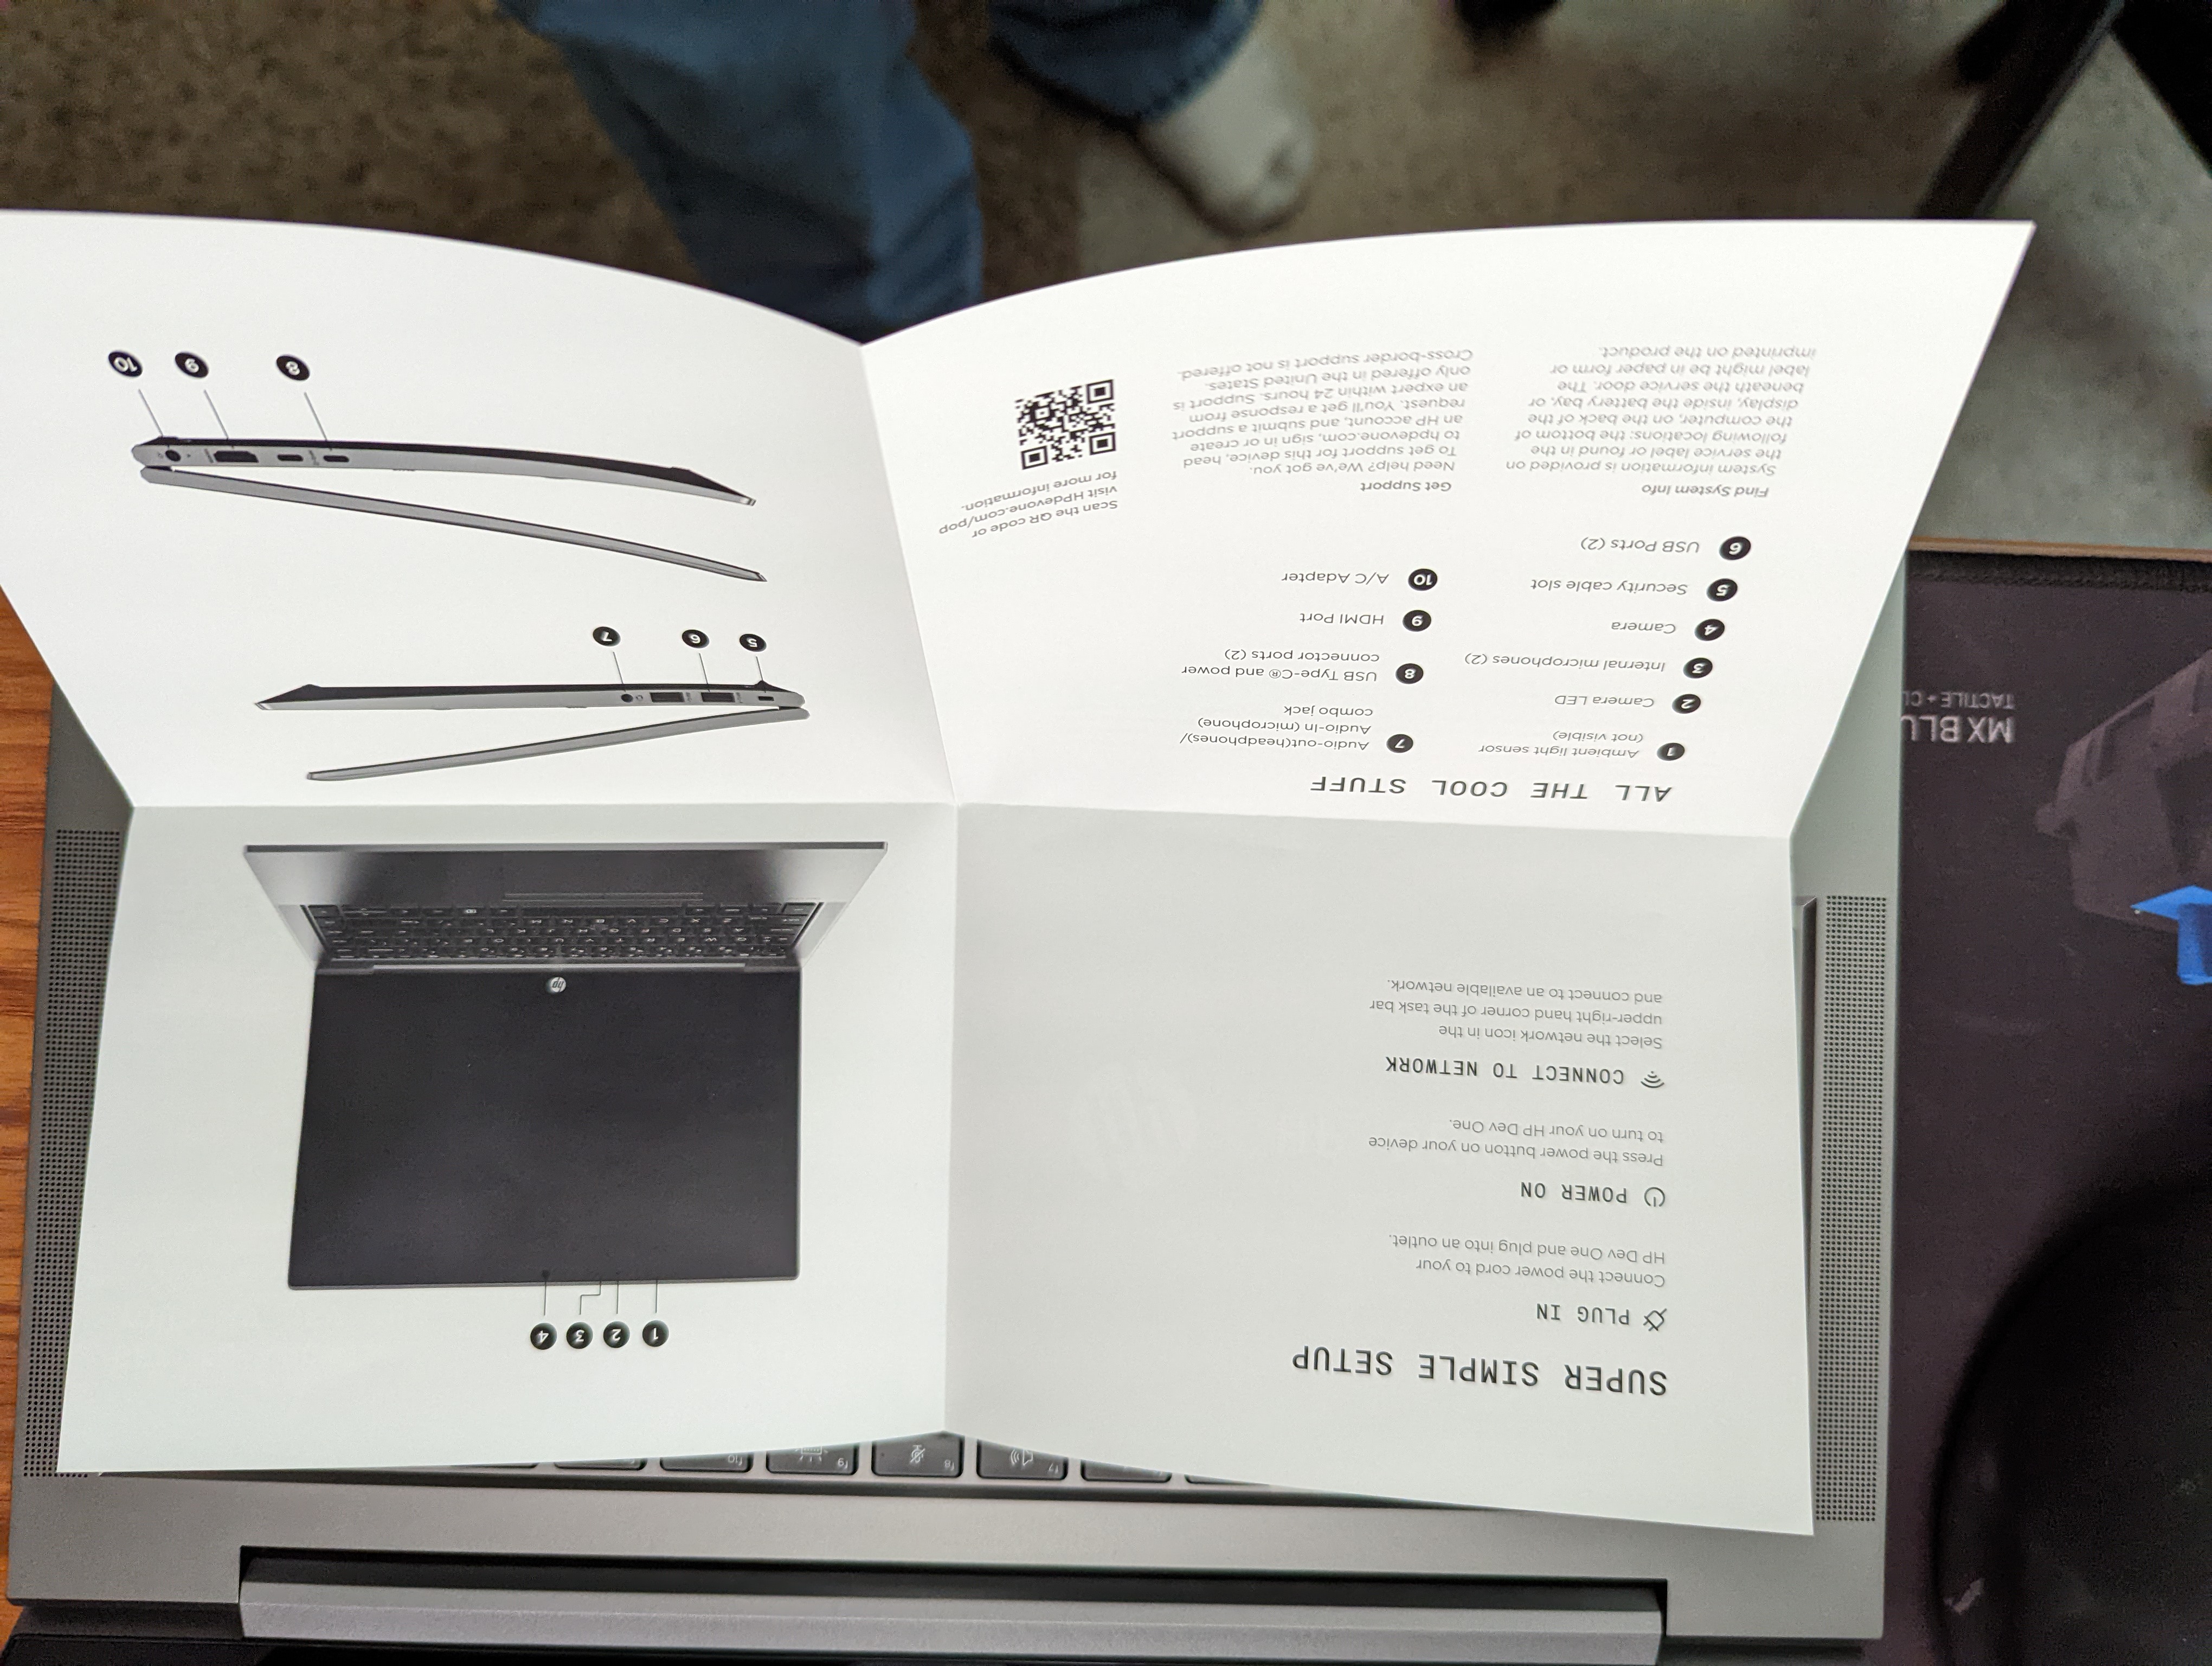 SUPER SIMPLE SETUP
PLUG IN
Connect the power cord to your
HP Dev One and plug into an outlet.
POWER ON
Press the power button on your device
to turn on your HP Dev One.
CONNECT TO NETWORK
Select the network icon in the
upper-right hand corner of the task bar
and connect to an available network.
1
2
3
4
hp
ALL THE COOL STUFF
1 Ambient light sensor
(not visible)
2 Camera LED
3 Internal microphones (2)
4 Camera
5 Security cable slot
6 USB Ports (2)
7 Audio-out(headphones)/
Audio-In (microphone)
combo jack
8 USB Type-C® and power
connector ports (2)
9 HDMI Port
10 A/C Adapter
Find System Info
System information is provided on
the service label or found in the
following locations: the bottom of
the computer, on the back of the
display, inside the battery bay, or
beneath the service door. The
label might be in paper form or
imprinted on the product.
Get Support
Need help? We've got you.
To get support for this device, head
to hpdevone.com, sign in or create
an HP account, and submit a support
request. You'll get a response from
an expert within 24 hours. Support is
only offered in the United States.
Cross-border support is not offered.
Scan the QR code or
visit HPdevone.com/pop
for more information.
5
6
7
8
9
10
f7
f8
f9
f10
MX BLU
TACTILE + CL